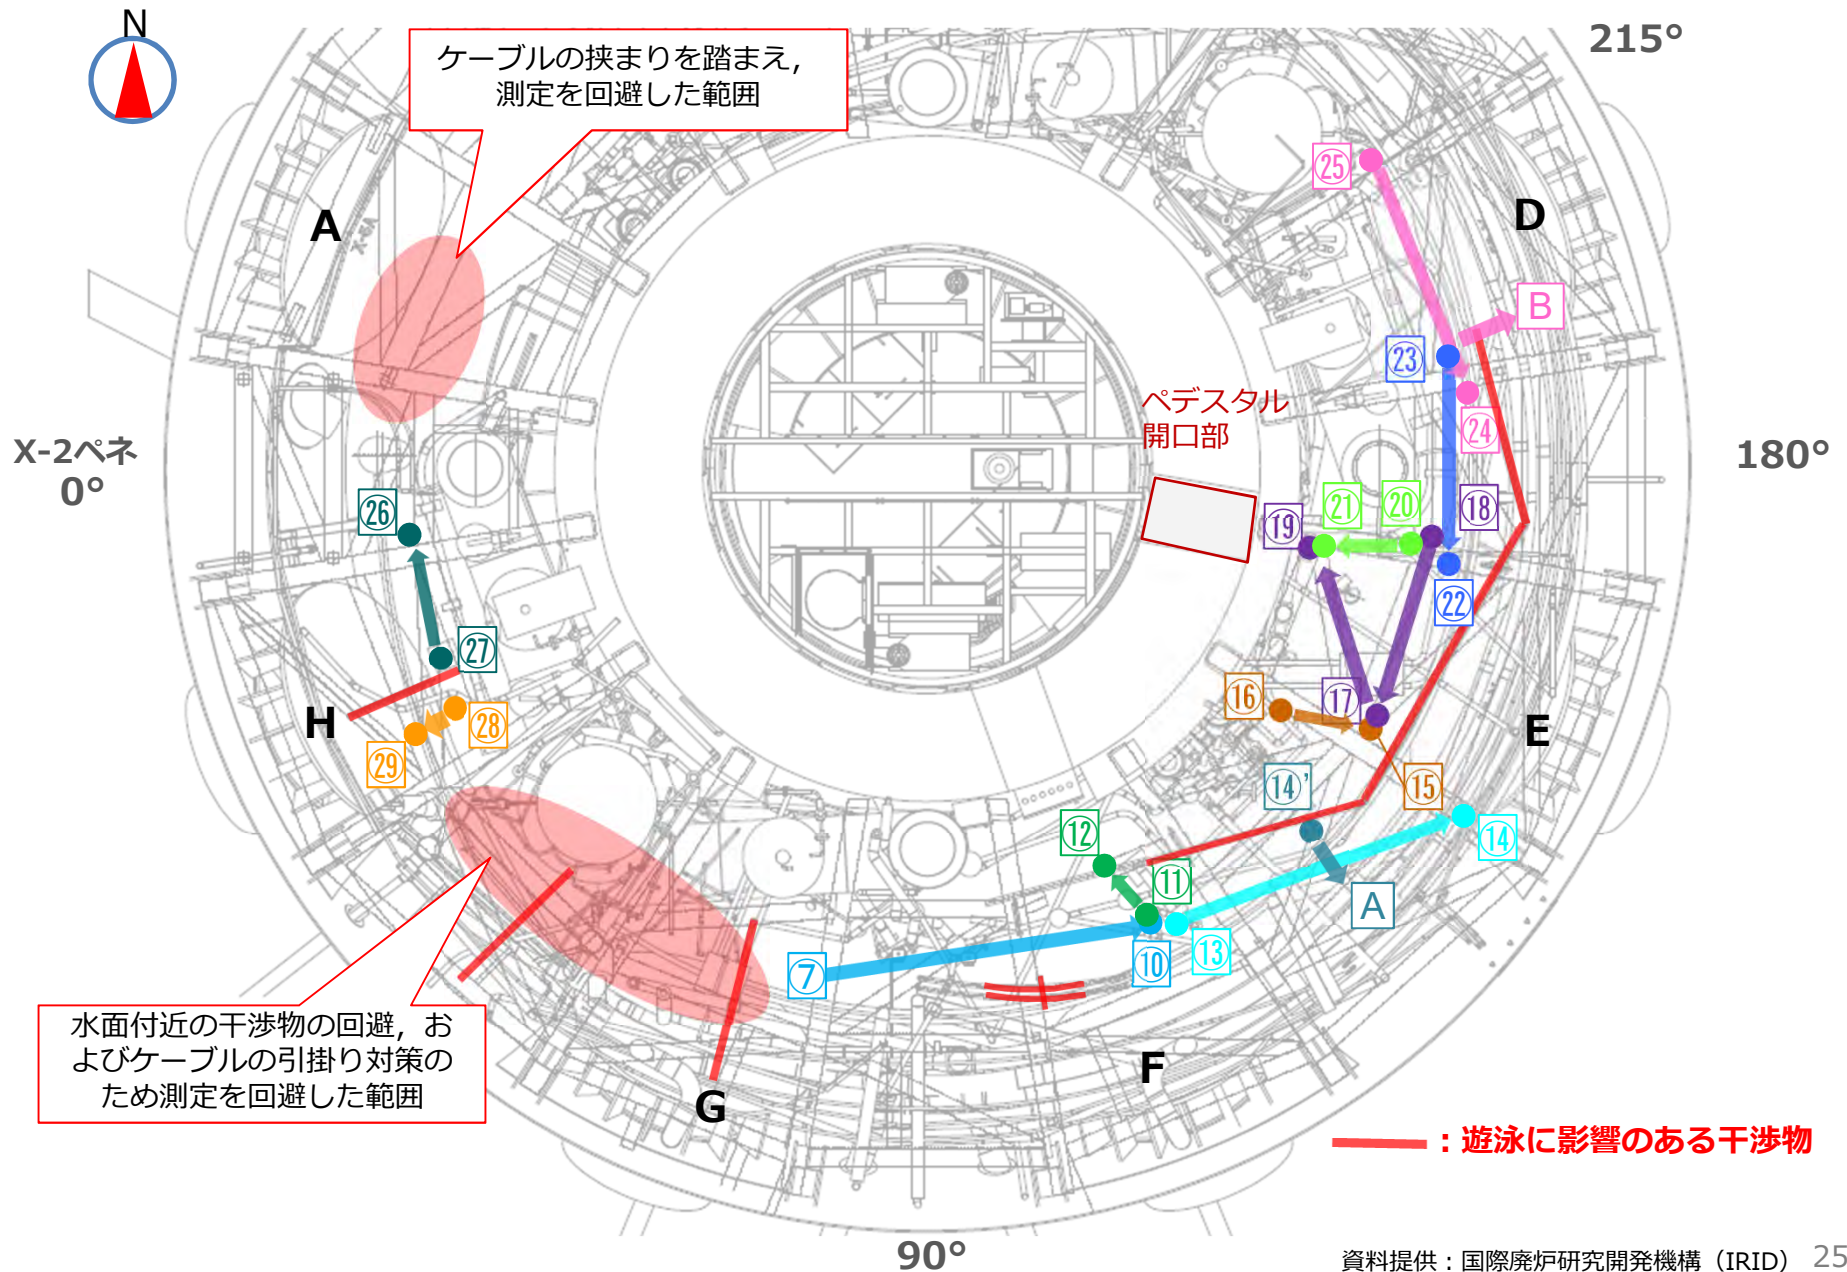 N
ケーブルの挟まりを踏まえ,
測定を回避した範囲
215°
㉕
A
D
B
㉓
ペデスタル
開口部
㉔
X-2ペネ
0°
180°
㉖
⑲
㉑
⑳
⑱
㉒
㉗
⑯
⑰
H
㉘
E
㉙
⑭’
⑮
⑫
⑭
⑪
A
⑦
⑩
⑬
水面付近の干渉物の回避, お
よびケーブルの引掛り対策の
ため測定を回避した範囲
F
G
：遊泳に影響のある干渉物
90°
資料提供：国際廃炉研究開発機構（IRID）
25